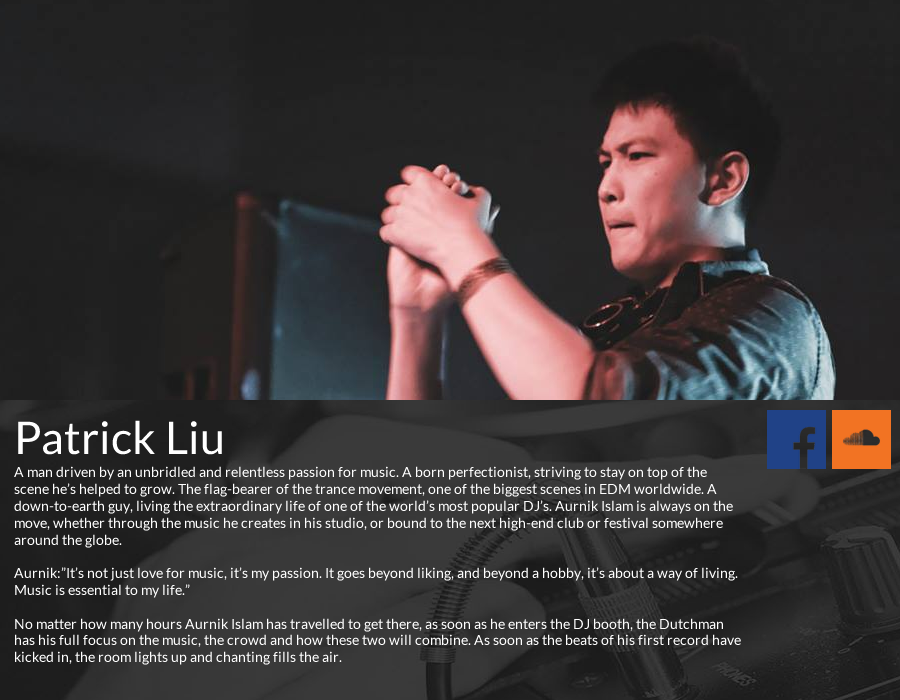 Patrick Liu
A man driven by an unbridled and relentless passion for music. A born perfectionist, striving to stay on top of the
scene he's helped to grow. The flag-bearer of the trance movement, one of the biggest scenes in EDM worldwide. A
down-to-earth guy, living the extraordinary life of one of the world's most popular DJ's. Aurnik Islam is always on the
move, whether through the music he creates in his studio, or bound to the next high-end club or festival somewhere
around the globe.
Aurnik:"It's not just love for music, it's my passion. It goes beyond liking, and beyond a hobby, it's about a way of living.
Music is essential to my life."
No matter how many hours Aurnik Islam has travelled to get there, as soon as he enters the DJ booth, the Dutchman
has his full focus on the music, the crowd and how these two will combine. As soon as the beats of his first record have
kicked in, the room lights up and chanting fills the air.
PHONES